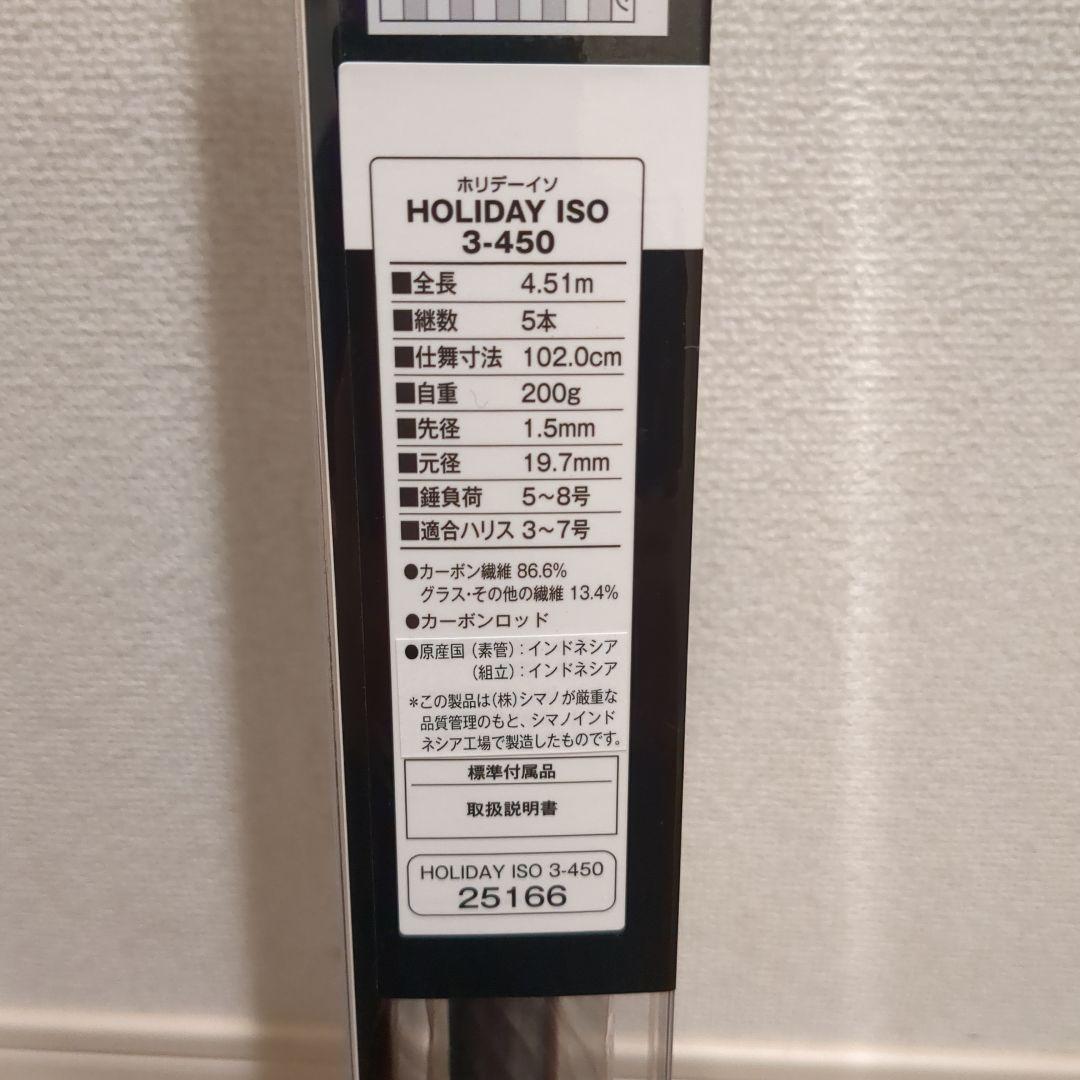 ホリデーイソ
HOLIDAY ISO
3-450
■全長 4.51m
■継数 5本
■仕舞寸法 102.0cm
■自重 200g
■先径 1.5mm
■元径 19.7mm
■錘負荷 5～8号
■適合ハリス 3～7号
●カーボン繊維 86.6%
グラス・その他の繊維 13.4%
●カーボンロッド
●原産国（素管）：インドネシア
（組立）：インドネシア
＊この製品は（株）シマノが厳重な
品質管理のもと、シマノインド
ネシア工場で製造したものです。
標準付属品
取扱説明書
HOLIDAY ISO 3-450
25166